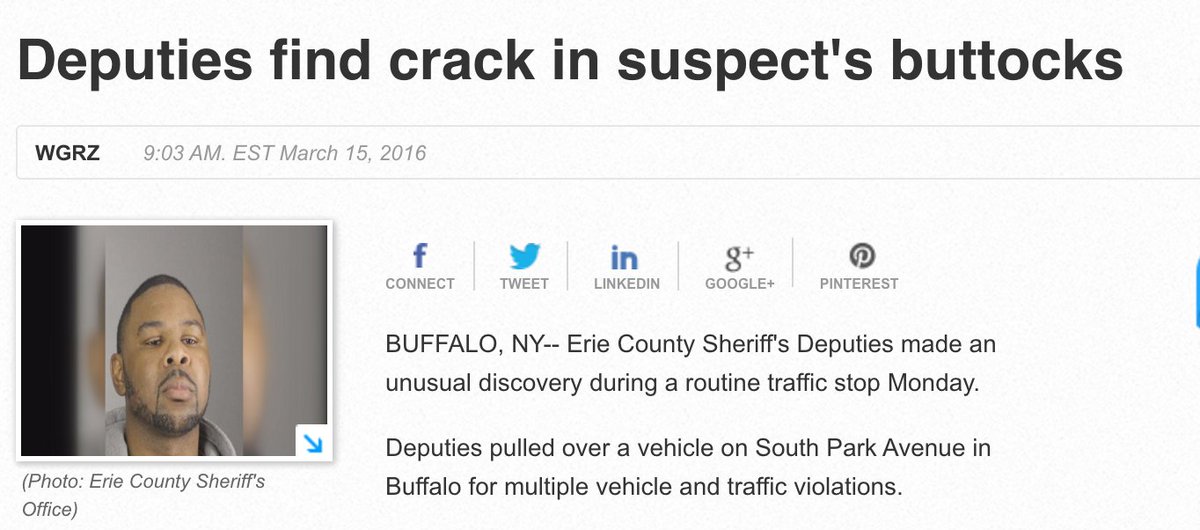 Deputies find crack in suspect's buttocks
WGRZ 9:03 AM. EST March 15, 2016
f
CONNECT
TWEET
in
LINKEDIN
g+
GOOGLE+
PINTEREST
BUFFALO, NY-- Erie County Sheriff's Deputies made an
unusual discovery during a routine traffic stop Monday.
Deputies pulled over a vehicle on South Park Avenue in
Buffalo for multiple vehicle and traffic violations.
(Photo: Erie County Sheriff's
Office)